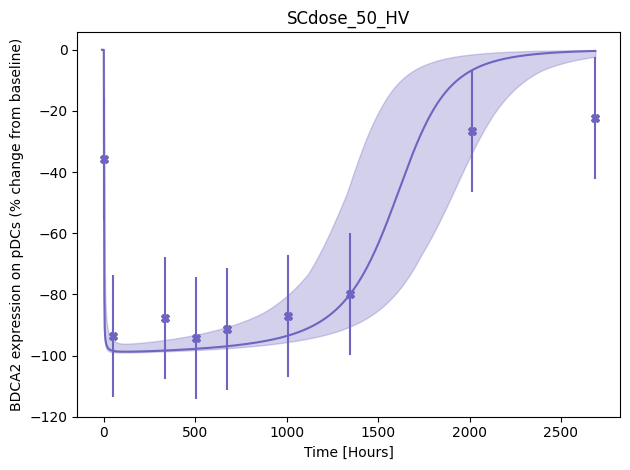 SCdose_50_HV
BDCA2 expression on pDCs (% change from baseline)
0
−20
−40
−60
−80
−100
−120
0 500 1000 1500 2000 2500
Time [Hours]